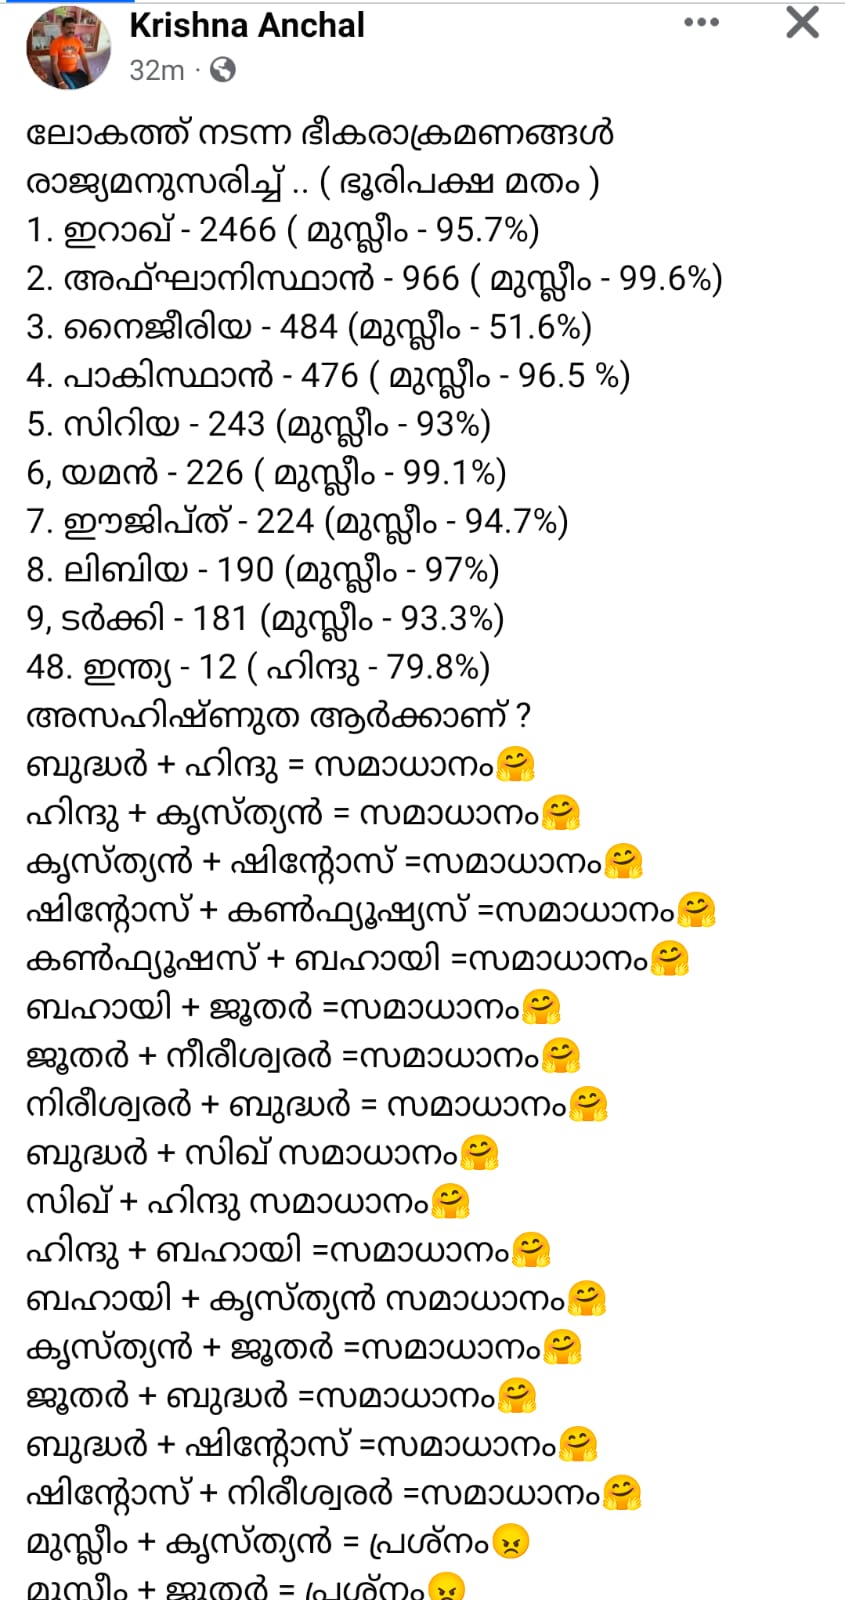 Krishna Anchal
32m ·
ലോകത്ത് നടന്ന ഭീകരാക്രമണങ്ങൾ
രാജ്യമനുസരിച്ച് .. ( ഭൂരിപക്ഷ മതം )
1. ഇറാഖ് - 2466 ( മുസ്ലീം - 95.7%)
2. അഫ്ഘാനിസ്ഥാൻ - 966 ( മുസ്ലീം - 99.6%)
3. നൈജീരിയ - 484 (മുസ്ലീം - 51.6%)
4. പാകിസ്ഥാൻ - 476 ( മുസ്ലീം - 96.5 %)
5. സിറിയ - 243 (മുസ്ലീം - 93%)
6, യമൻ - 226 ( മുസ്ലീം - 99.1%)
7. ഈജിപ്ത് - 224 (മുസ്ലീം - 94.7%)
8. ലിബിയ - 190 (മുസ്ലീം - 97%)
9, ടർക്കി - 181 (മുസ്ലീം - 93.3%)
48. ഇന്ത്യ - 12 ( ഹിന്ദു - 79.8%)
അസഹിഷ്ണുത ആർക്കാണ് ?
ബുദ്ധർ + ഹിന്ദു = സമാധാനം🤗
ഹിന്ദു + കൃസ്ത്യൻ = സമാധാനം🤗
കൃസ്ത്യൻ + ഷിന്റോസ് =സമാധാനം🤗
ഷിന്റോസ് + കൺഫ്യൂഷ്യസ് =സമാധാനം🤗
കൺഫ്യൂഷസ് + ബഹായി =സമാധാനം🤗
ബഹായി + ജൂതർ =സമാധാനം🤗
ജൂതർ + നീരീശ്വരർ =സമാധാനം🤗
നിരീശ്വരർ + ബുദ്ധർ = സമാധാനം🤗
ബുദ്ധർ + സിഖ് സമാധാനം🤗
സിഖ് + ഹിന്ദു സമാധാനം🤗
ഹിന്ദു + ബഹായി =സമാധാനം🤗
ബഹായി + കൃസ്ത്യൻ സമാധാനം🤗
കൃസ്ത്യൻ + ജൂതർ =സമാധാനം🤗
ജൂതർ + ബുദ്ധർ =സമാധാനം🤗
ബുദ്ധർ + ഷിന്റോസ് =സമാധാനം🤗
ഷിന്റോസ് + നിരീശ്വരർ =സമാധാനം🤗
മുസ്ലീം + കൃസ്ത്യൻ = പ്രശ്നം😠
മുസ്ലീം + ജൂതർ = പ്രശ്നം😠